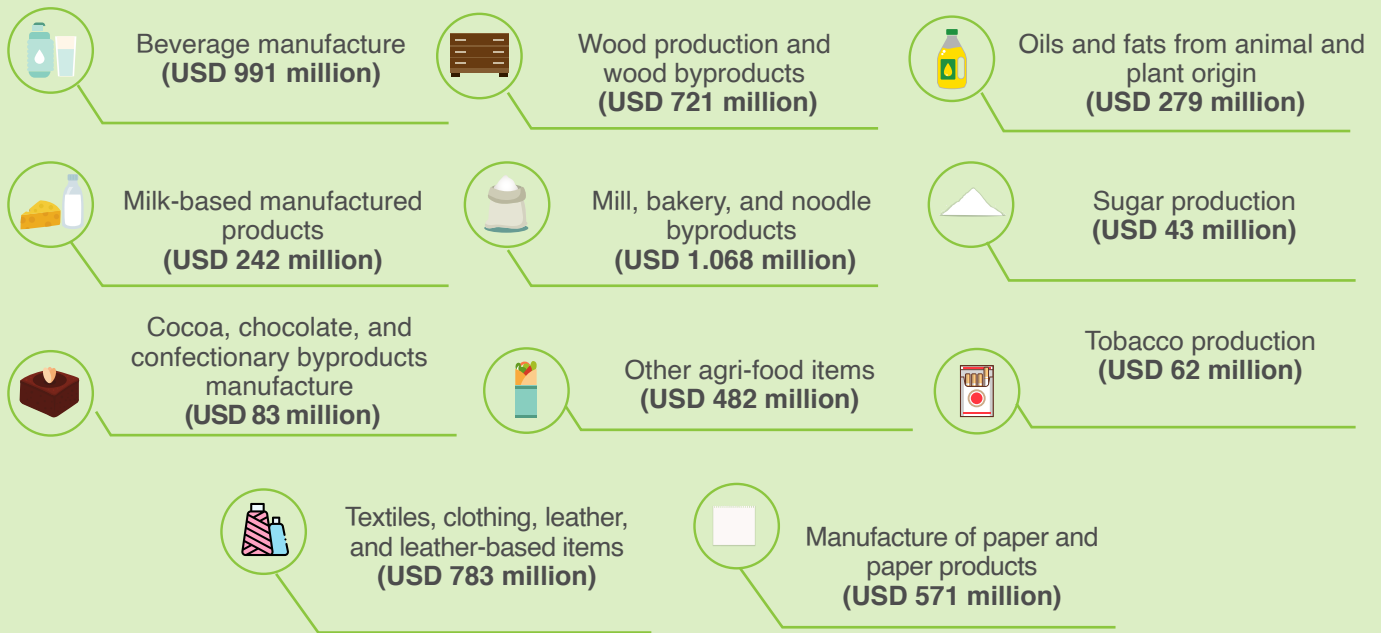 Beverage manufacture
(USD 991 million)
Wood production and
wood byproducts
(USD 721 million)
Oils and fats from animal and
plant origin
(USD 279 million)
Milk-based manufactured
products
(USD 242 million)
Mill, bakery, and noodle
byproducts
(USD 1.068 million)
Sugar production
(USD 43 million)
Cocoa, chocolate, and
confectionary byproducts
manufacture
(USD 83 million)
Other agri-food items
(USD 482 million)
Tobacco production
(USD 62 million)
Textiles, clothing, leather,
and leather-based items
(USD 783 million)
Manufacture of paper and
paper products
(USD 571 million)